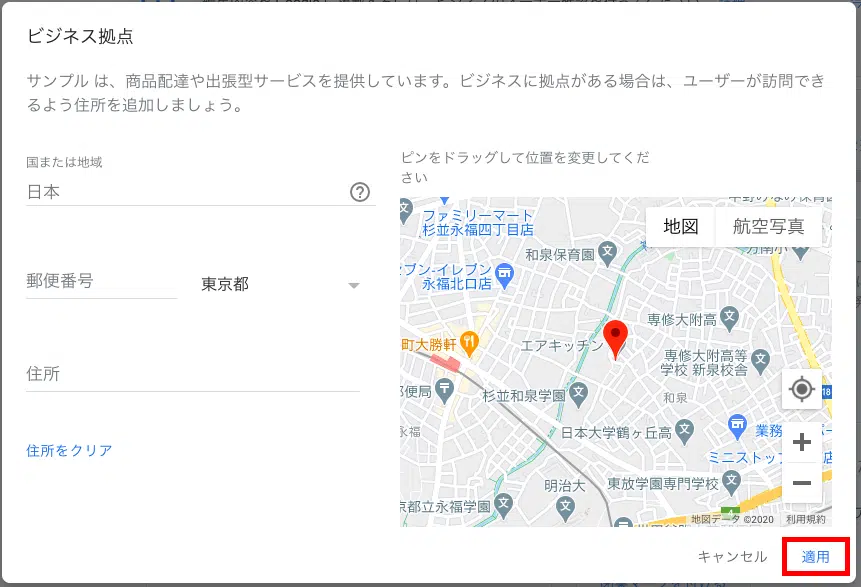 ビジネス拠点
サンプル は、商品配達や出張型サービスを提供しています。ビジネスに拠点がある場合は、ユーザーが訪問でき
るよう住所を追加しましょう。
国または地域
日本
郵便番号
東京都
住所
住所をクリア
ピンをドラッグして位置を変更してくだ
さい
地図
航空写真
ファミリーマート
杉並永福四丁目店
和泉保育園
ブン-イレブン
永福北口店
専修大附高
町大勝軒
エアキッチン
専修大附高等
学校 新泉校舎
便局
杉並和泉学園
和泉
18
永福
日本大学鶴ヶ丘高
業務
ミニストップ
店
明治大
東放学園専門学校
京都立永福学園
地図データ ©2020
利用規約
キャンセル
適用